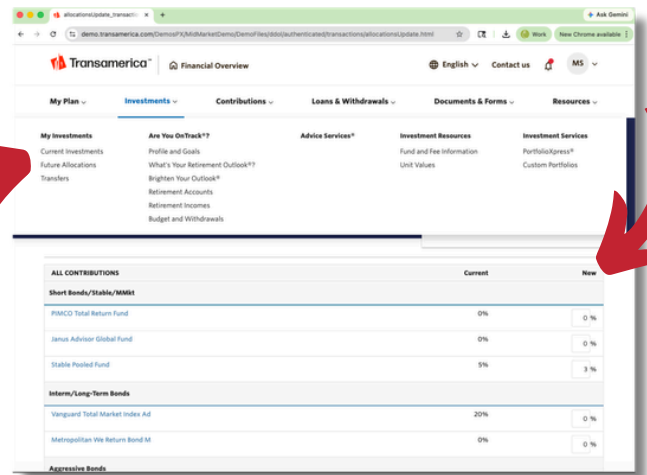 allocationsUpdate_transactio
Ask Gemini
demo.transamerica.com/DemosPX/MidMarketDemo/DemoFiles/ddol/authenticated/transactions/allocationsUpdate.html
Work
New Chrome available
Transamerica
Financial Overview
English
Contact us
MS
My Plan
Investments
Contributions
Loans & Withdrawals
Documents & Forms
Resources
My Investments
Current Investments
Future Allocations
Transfers
Are You OnTrack®?
Profile and Goals
What's Your Retirement Outlook®?
Brighten Your Outlook®
Retirement Accounts
Retirement Incomes
Budget and Withdrawals
Advice Services®
Investment Resources
Fund and Fee Information
Unit Values
Investment Services
PortfolioXpress®
Custom Portfolios
ALL CONTRIBUTIONS Current New
Short Bonds/Stable/MMkt
PIMCO Total Return Fund 0% 0 %
Janus Advisor Global Fund 0% 0 %
Stable Pooled Fund 5% 3 %
Interm/Long-Term Bonds
Vanguard Total Market Index Ad 20% 0 %
Metropolitan We Return Bond M 0% 0 %
Aggressive Bonds